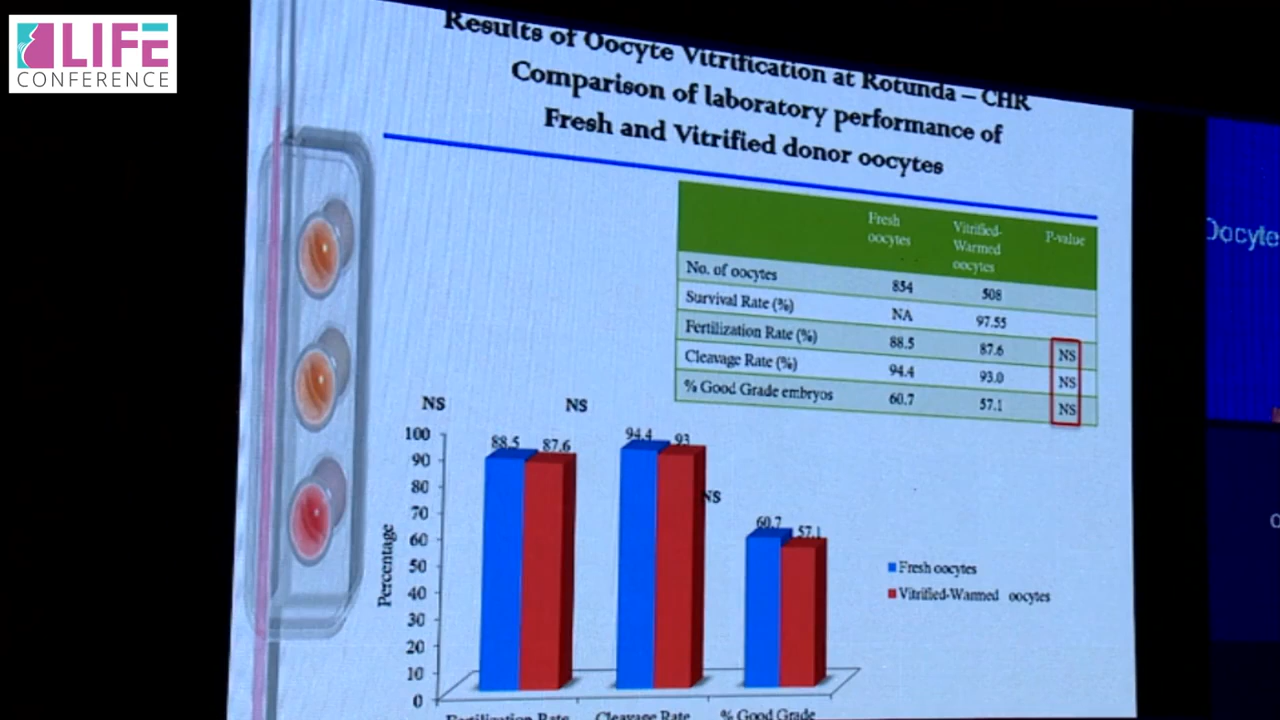 LIFE
CONFERENCE
Results of Oocyte Vitrification at Rotunda – CHR
Comparison of laboratory performance of
Fresh and Vitrified donor oocytes
Fresh oocytes Vitrified-Warmed oocytes P-value
No. of oocytes 854 508
Survival Rate (%) NA 97.55
Fertilization Rate (%) 88.5 87.6 NS
Cleavage Rate (%) 94.4 93.0 NS
% Good Grade embryos 60.7 57.1 NS
NS NS
NS
88.5 87.6 94.4 93
60.7 57.1
Percentage
100
90
80
70
60
50
40
30
20
10
0
Fertilization Rate Cleavage Rate % Good Grade
Fresh oocytes
Vitrified-Warmed oocytes
Oocyte